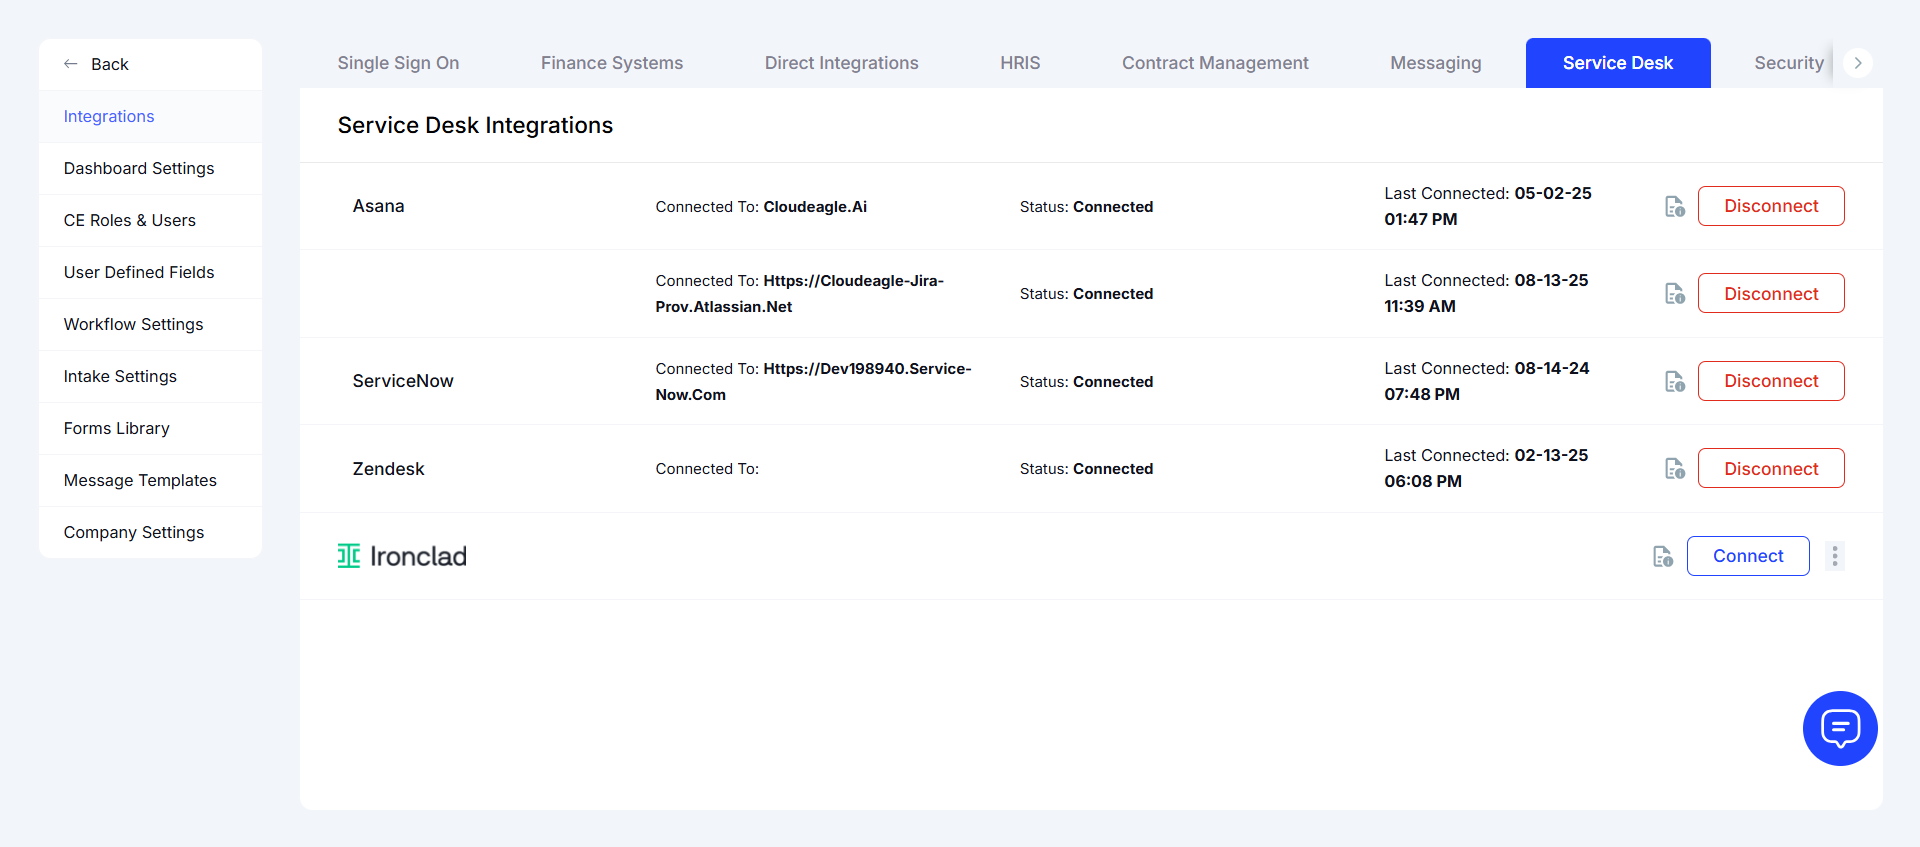 Back
Integrations
Dashboard Settings
CE Roles & Users
User Defined Fields
Workflow Settings
Intake Settings
Forms Library
Message Templates
Company Settings
Single Sign On
Finance Systems
Direct Integrations
HRIS
Contract Management
Messaging
Service Desk
Security
Service Desk Integrations
Asana
Connected To: Cloudeagle.Ai
Status: Connected
Last Connected: 05-02-25
01:47 PM
Disconnect
Connected To: Https://Cloudeagle-Jira-
Prov.Atlassian.Net
Status: Connected
Last Connected: 08-13-25
11:39 AM
Disconnect
ServiceNow
Connected To: Https://Dev198940.Service-
Now.Com
Status: Connected
Last Connected: 08-14-24
07:48 PM
Disconnect
Zendesk
Connected To:
Status: Connected
Last Connected: 02-13-25
06:08 PM
Disconnect
Ironclad
Connect